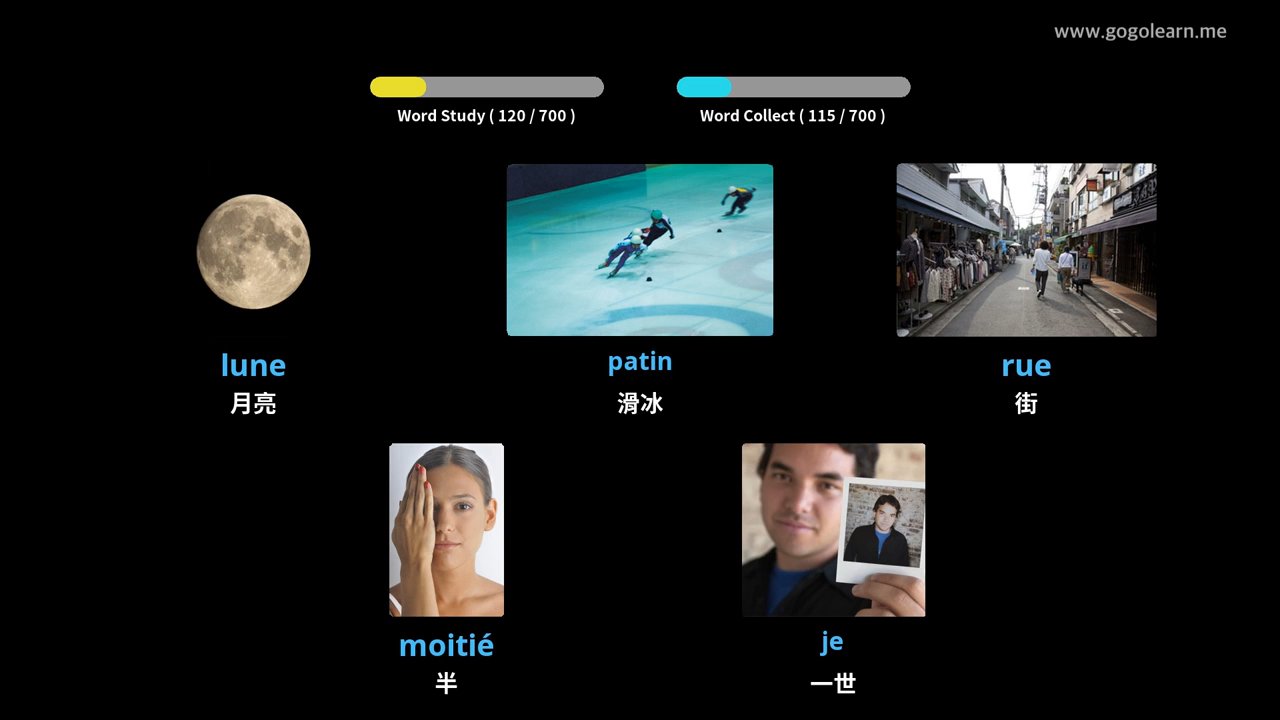 www.gogolearn.me
Word Study ( 120 / 700 )
Word Collect ( 115 / 700 )
lune
月亮
patin
滑冰
rue
街
moitié
半
je
一世